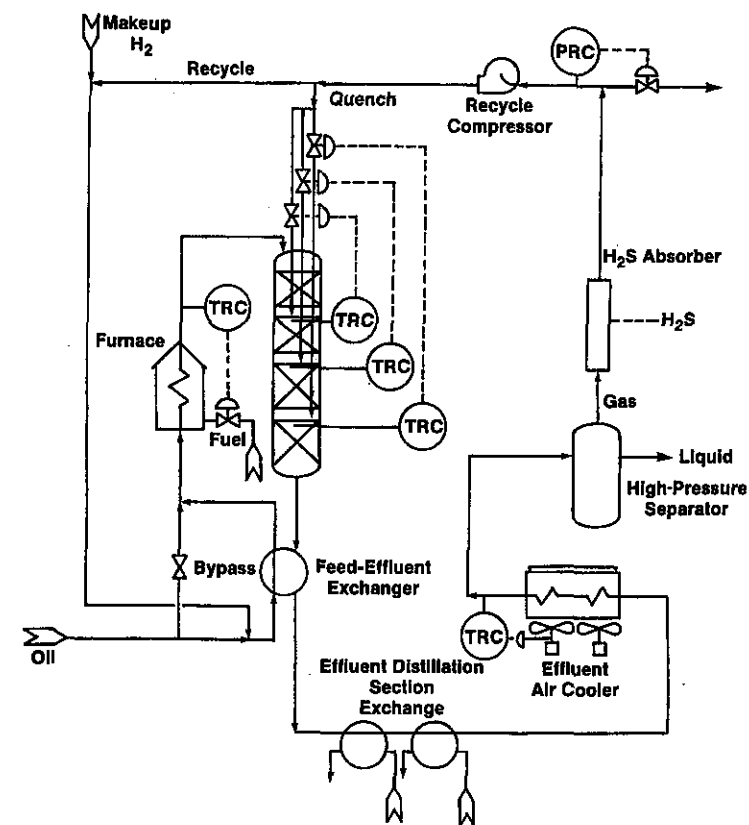 Makeup
H2
Recycle
Quench
Recycle
Compressor
PRC
H2S Absorber
H2S
Gas
TRC
Furnace
Fuel
TRC
TRC
TRC
Liquid
High-Pressure
Separator
Bypass
Feed-Effluent
Exchanger
Oil
TRC
Effluent
Air Cooler
Effluent Distillation
Section
Exchange